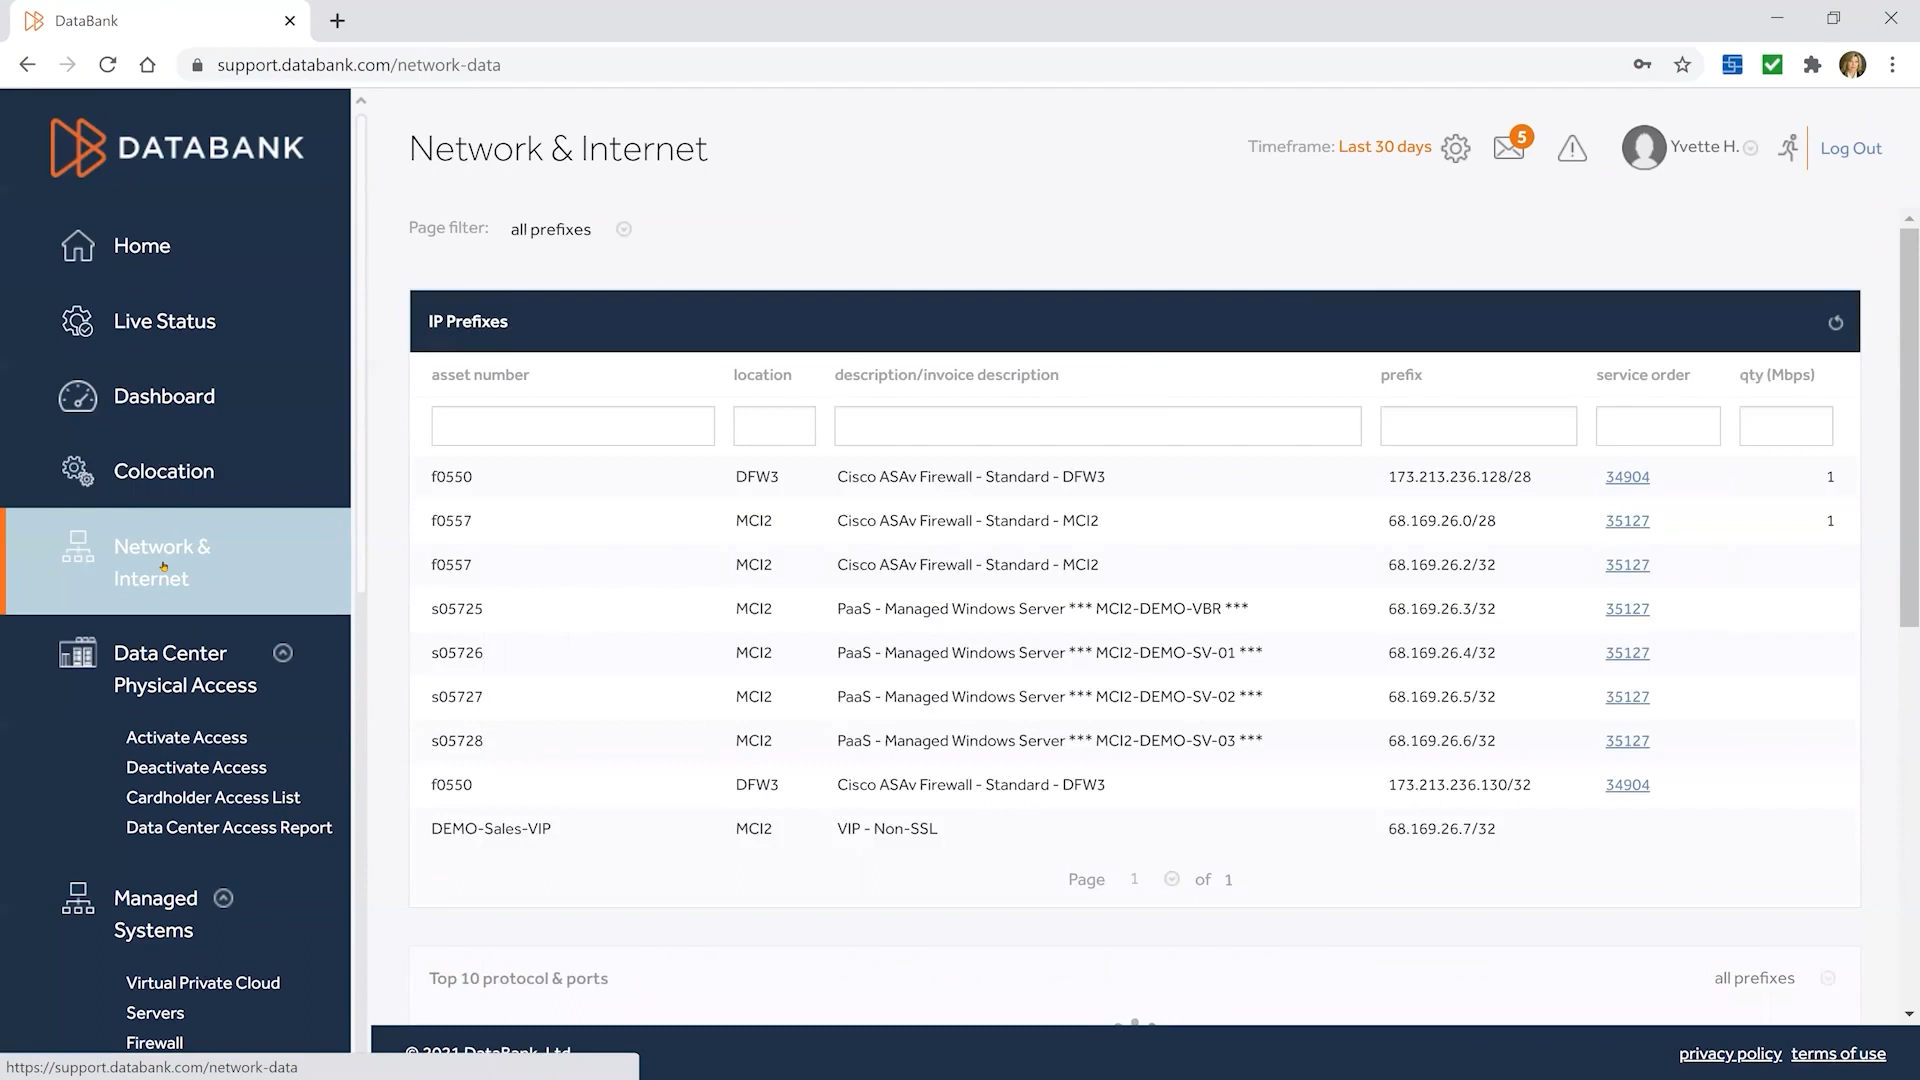 DataBank
support.databank.com/network-data
DATABANK
Home
Live Status
Dashboard
Colocation
Network &
Internet
Data Center
Physical Access
Activate Access
Deactivate Access
Cardholder Access List
Data Center Access Report
Managed
Systems
Virtual Private Cloud
Servers
Firewall
https://support.databank.com/network-data
Network & Internet
Timeframe: Last 30 days
5
Yvette H.
Log Out
Page filter: all prefixes
IP Prefixes
asset number location description/invoice description prefix service order qty (Mbps)
f0550 DFW3 Cisco ASAv Firewall - Standard - DFW3 173.213.236.128/28 34904 1
f0557 MCI2 Cisco ASAv Firewall - Standard - MCI2 68.169.26.0/28 35127 1
f0557 MCI2 Cisco ASAv Firewall - Standard - MCI2 68.169.26.2/32 35127
s05725 MCI2 PaaS - Managed Windows Server *** MCI2-DEMO-VBR *** 68.169.26.3/32 35127
s05726 MCI2 PaaS - Managed Windows Server *** MCI2-DEMO-SV-01 *** 68.169.26.4/32 35127
s05727 MCI2 PaaS - Managed Windows Server *** MCI2-DEMO-SV-02 *** 68.169.26.5/32 35127
s05728 MCI2 PaaS - Managed Windows Server *** MCI2-DEMO-SV-03 *** 68.169.26.6/32 35127
f0550 DFW3 Cisco ASAv Firewall - Standard - DFW3 173.213.236.130/32 34904
DEMO-Sales-VIP MCI2 VIP - Non-SSL 68.169.26.7/32
Page 1 of 1
Top 10 protocol & ports all prefixes
© 2021 DataBank, Ltd.
privacy policy terms of use